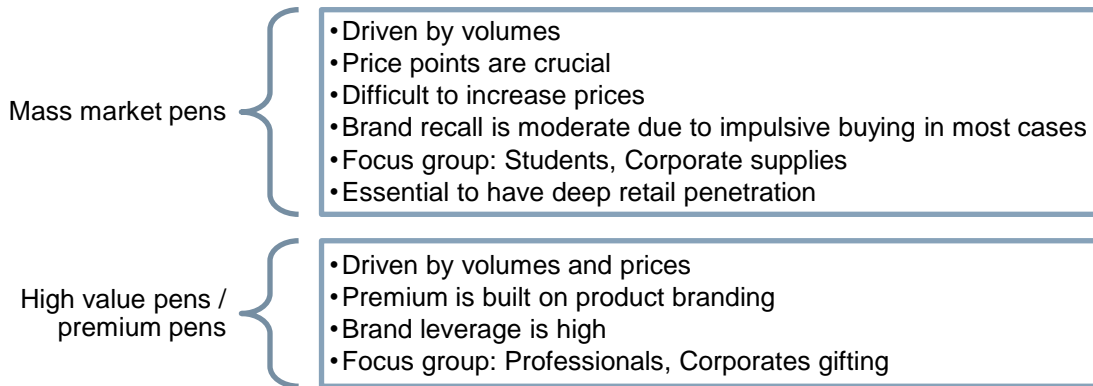 Mass market pens
•Driven by volumes
•Price points are crucial
•Difficult to increase prices
•Brand recall is moderate due to impulsive buying in most cases
•Focus group: Students, Corporate supplies
•Essential to have deep retail penetration
High value pens /
premium pens
•Driven by volumes and prices
•Premium is built on product branding
•Brand leverage is high
•Focus group: Professionals, Corporates gifting